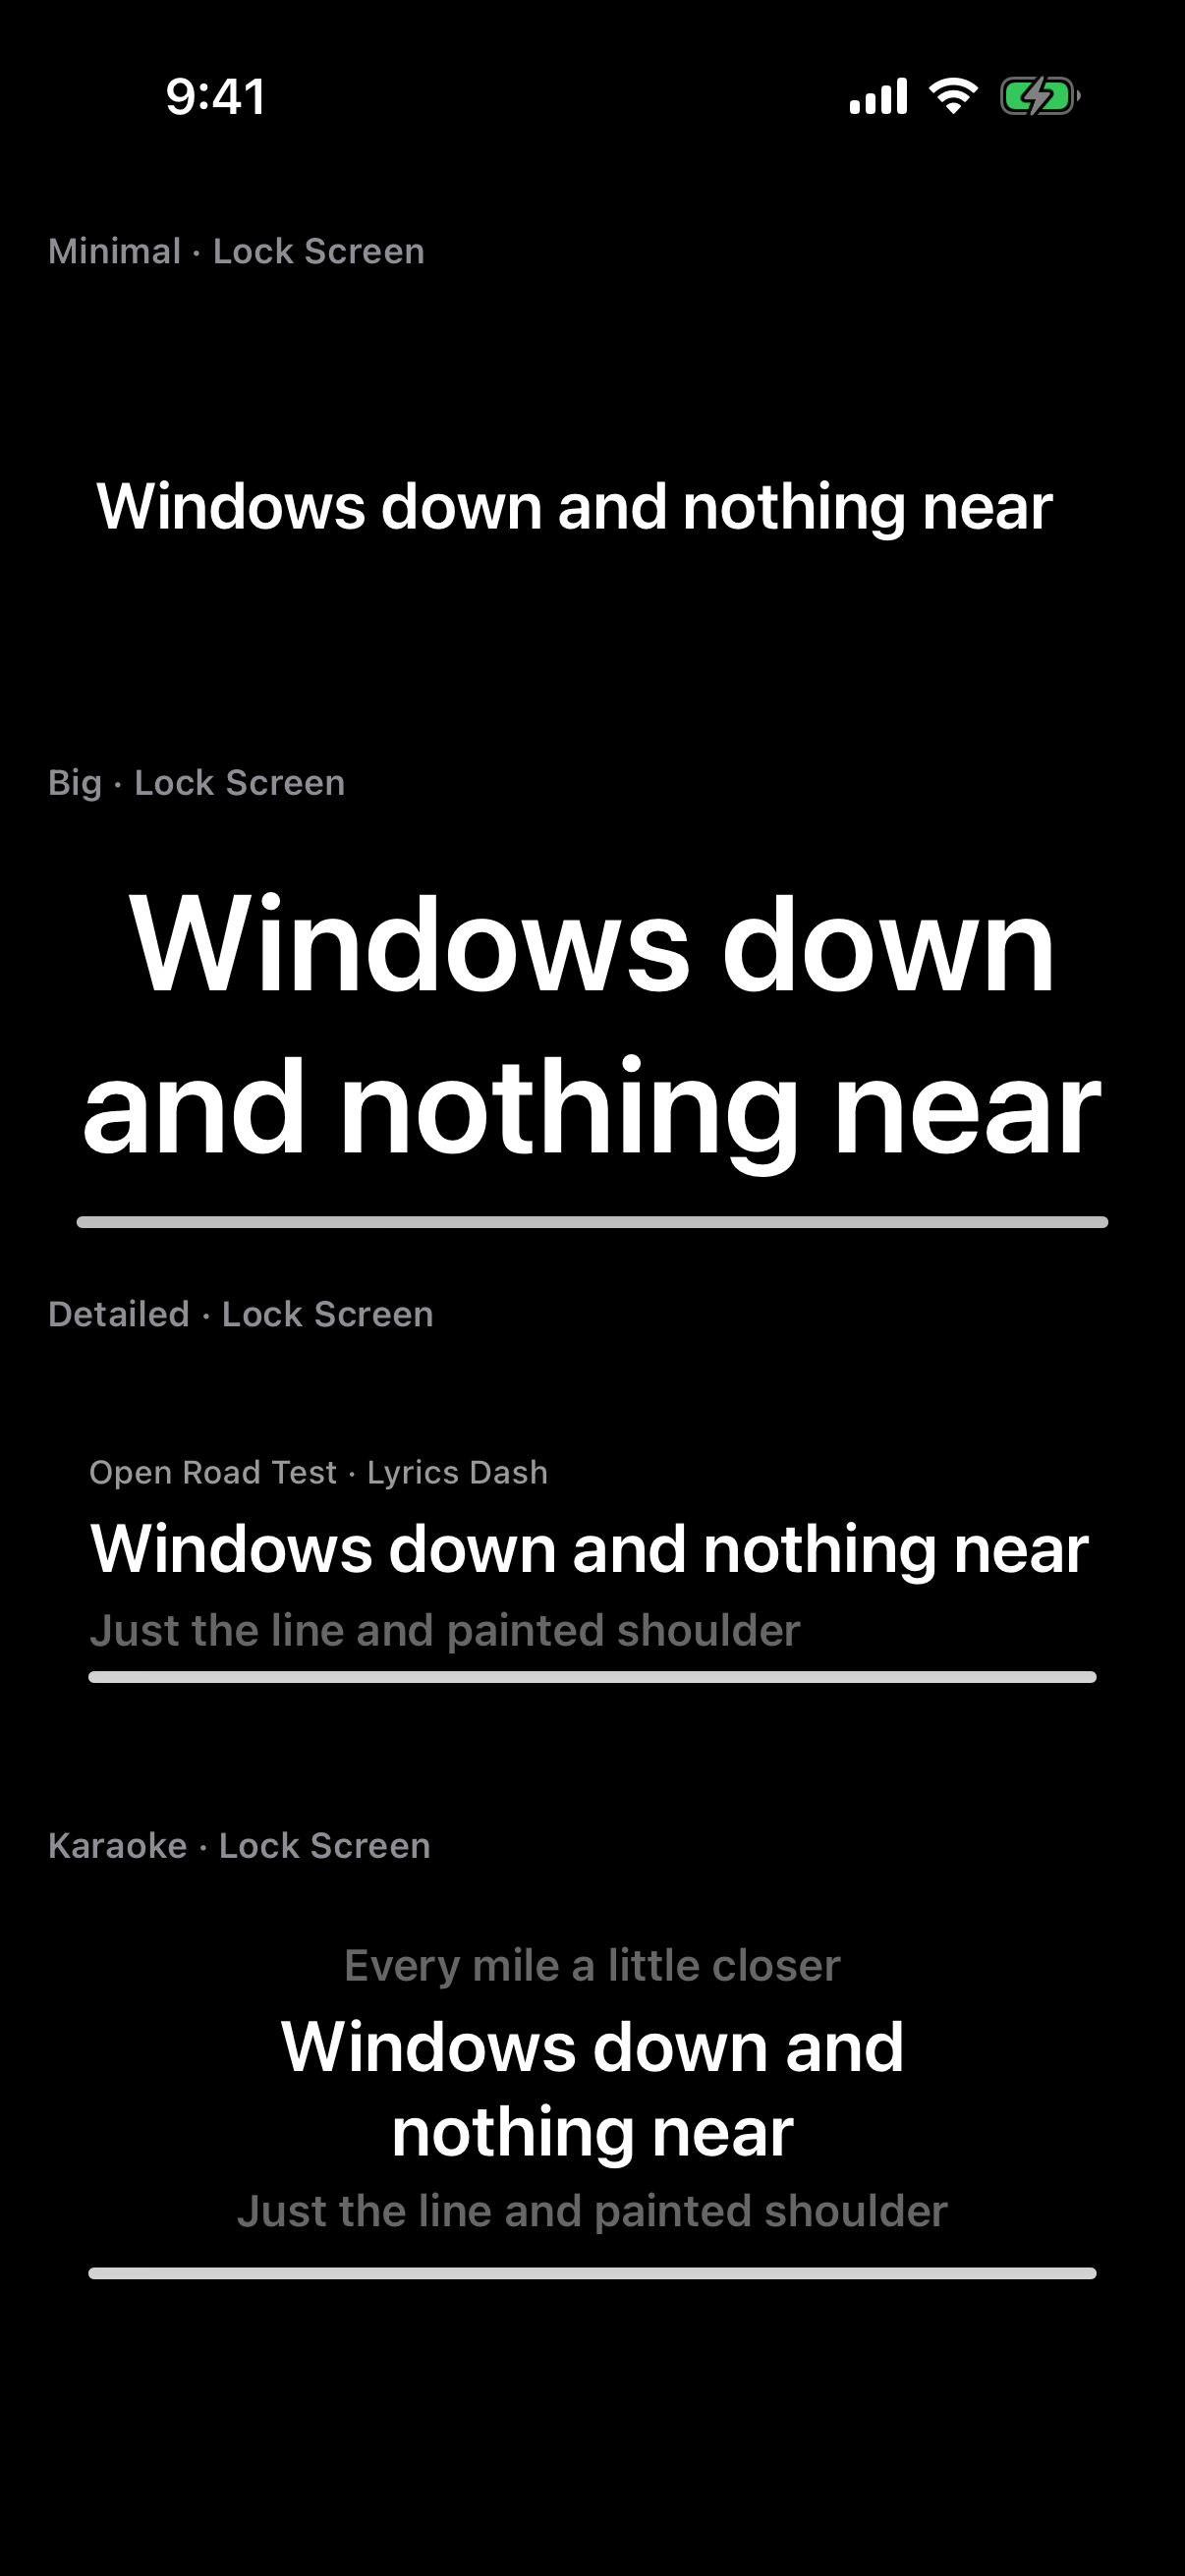 9:41
Minimal · Lock Screen
Windows down and nothing near
Big · Lock Screen
Windows down
and nothing near
Detailed · Lock Screen
Open Road Test · Lyrics Dash
Windows down and nothing near
Just the line and painted shoulder
Karaoke · Lock Screen
Every mile a little closer
Windows down and
nothing near
Just the line and painted shoulder